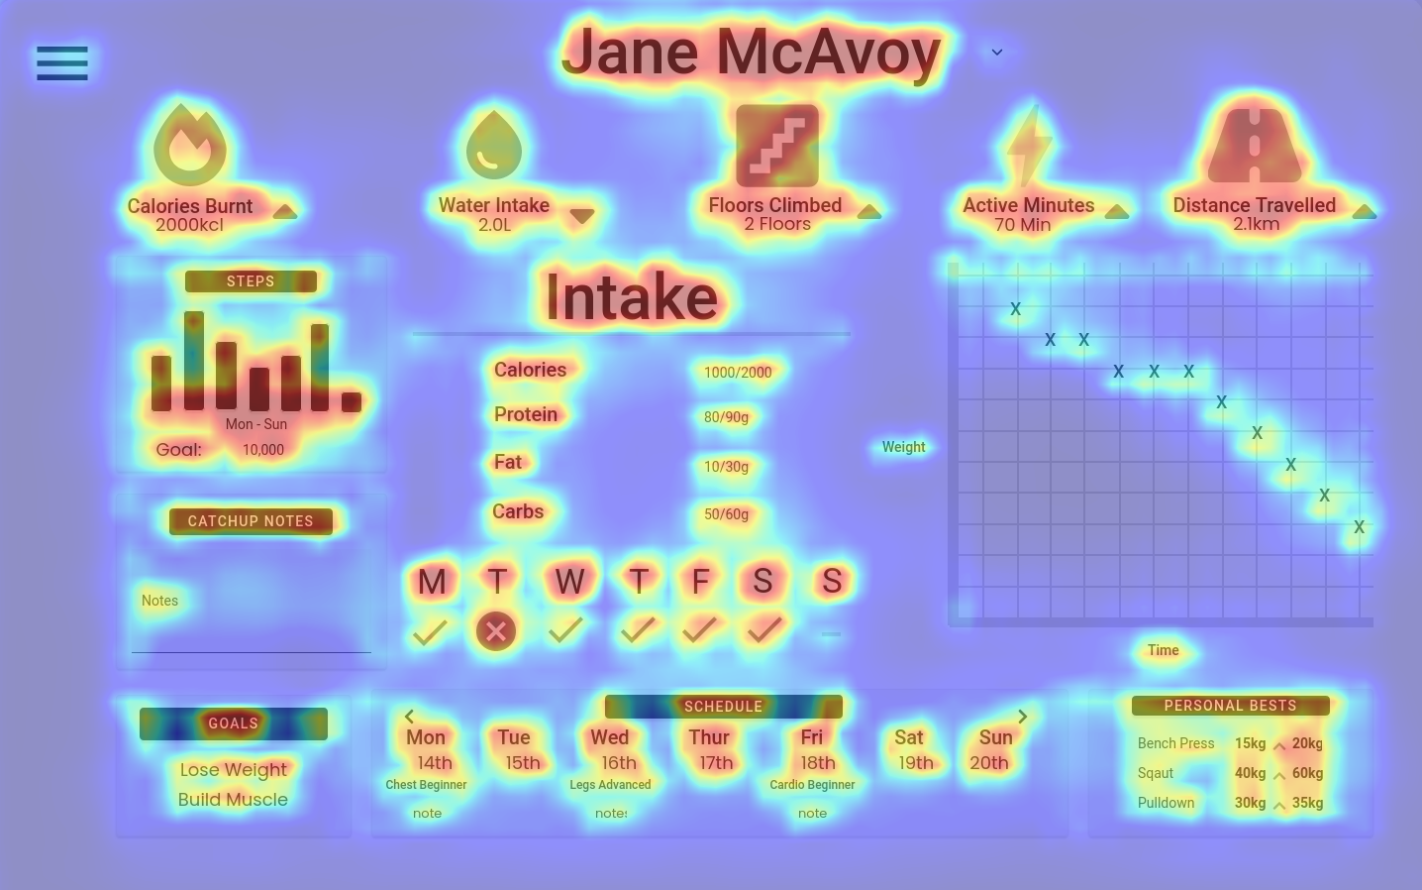 Jane McAvoy
Calories Burnt
2000kcl
Water Intake
2.0L
Floors Climbed
2 Floors
Active Minutes
70 Min
Distance Travelled
2.1km
STEPS
Mon - Sun
Goal: 10,000
CATCHUP NOTES
Notes
GOALS
Lose Weight
Build Muscle
Intake
Calories 1000/2000
Protein 80/90g
Fat 10/30g
Carbs 50/60g
M T W T F S S
Weight
X X X X X X X X X X X
Time
SCHEDULE
Mon Tue Wed Thur Fri Sat Sun
14th 15th 16th 17th 18th 19th 20th
Chest Beginner Legs Advanced Cardio Beginner
note notes note
PERSONAL BESTS
Bench Press 15kg 20kg
Sqaut 40kg 60kg
Pulldown 30kg 35kg